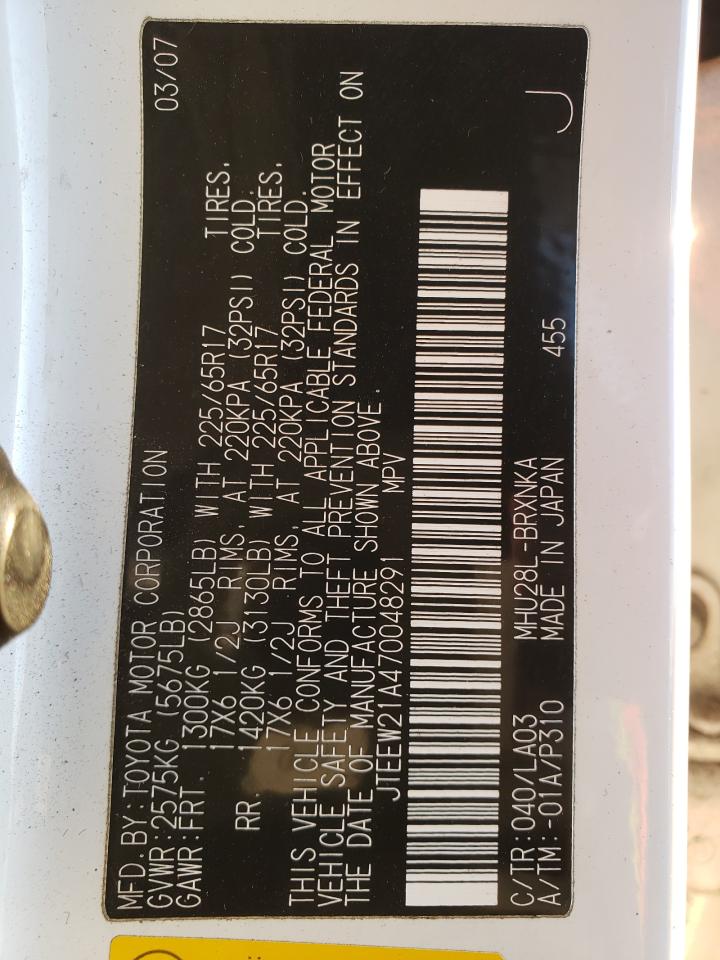 MFD. BY: TOYOTA MOTOR CORPORATION 03/07
GVWR: 2575KG (5675LB)
GAWR: FRT. 1300KG (2865LB) WITH 225/65R17 TIRES,
17X6 1/2J RIMS, AT 220KPA (32PSI) COLD.
RR. 1420KG (3130LB) WITH 225/65R17 TIRES,
17X6 1/2J RIMS, AT 220KPA (32PSI) COLD.
THIS VEHICLE CONFORMS TO ALL APPLICABLE FEDERAL MOTOR
VEHICLE SAFETY AND THEFT PREVENTION STANDARDS IN EFFECT ON
THE DATE OF MANUFACTURE SHOWN ABOVE.
JTEEW21A470048291 MPV
C/TR: 040/LA03 MHU28L-BRXNKA
A/TM: -01A/P310 MADE IN JAPAN 455 J